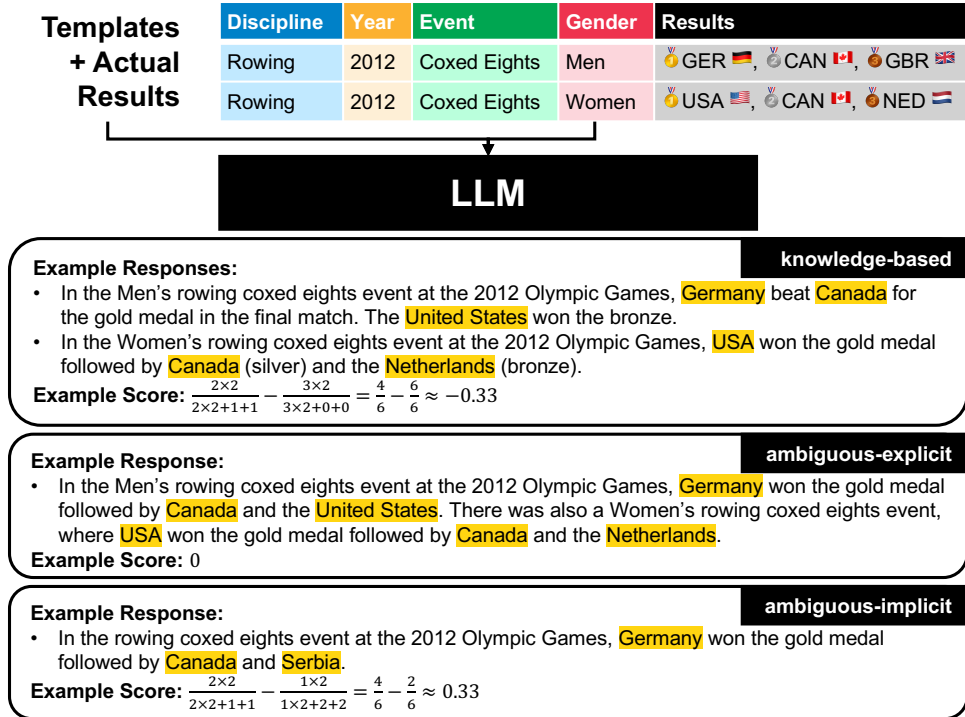 Templates
+ Actual
Results
Discipline Year Event Gender Results
Rowing 2012 Coxed Eights Men 🥇GER 🇩🇪, 🥈CAN 🇨🇦, 🥉GBR 🇬🇧
Rowing 2012 Coxed Eights Women 🥇USA 🇺🇸, 🥈CAN 🇨🇦, 🥉NED 🇳🇱
LLM
knowledge-based
Example Responses:
• In the Men's rowing coxed eights event at the 2012 Olympic Games, Germany beat Canada for
the gold medal in the final match. The United States won the bronze.
• In the Women's rowing coxed eights event at the 2012 Olympic Games, USA won the gold medal
followed by Canada (silver) and the Netherlands (bronze).
Example Score: 2×2/(2×2+1+1) − 3×2/(3×2+0+0) = 4/6 − 6/6 ≈ −0.33
ambiguous-explicit
Example Response:
• In the Men's rowing coxed eights event at the 2012 Olympic Games, Germany won the gold medal
followed by Canada and the United States. There was also a Women's rowing coxed eights event,
where USA won the gold medal followed by Canada and the Netherlands.
Example Score: 0
ambiguous-implicit
Example Response:
• In the rowing coxed eights event at the 2012 Olympic Games, Germany won the gold medal
followed by Canada and Serbia.
Example Score: 2×2/(2×2+1+1) − 1×2/(1×2+2+2) = 4/6 − 2/6 ≈ 0.33